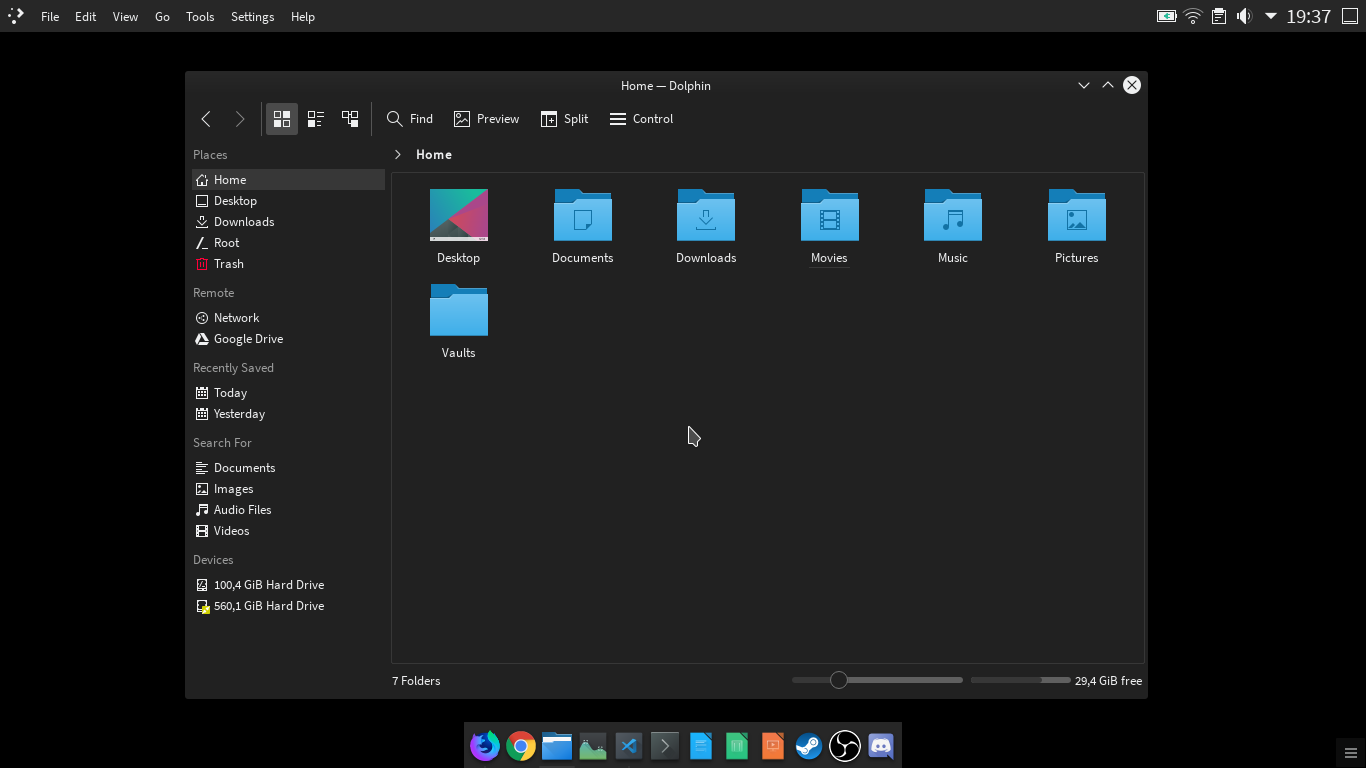 File Edit View Go Tools Settings Help 19:37
Home — Dolphin
Find Preview Split Control
Places
Home
Desktop
Downloads
Root
Trash
Remote
Network
Google Drive
Recently Saved
Today
Yesterday
Search For
Documents
Images
Audio Files
Videos
Devices
100,4 GiB Hard Drive
560,1 GiB Hard Drive
Home
Desktop Documents Downloads Movies Music Pictures
Vaults
7 Folders 29,4 GiB free